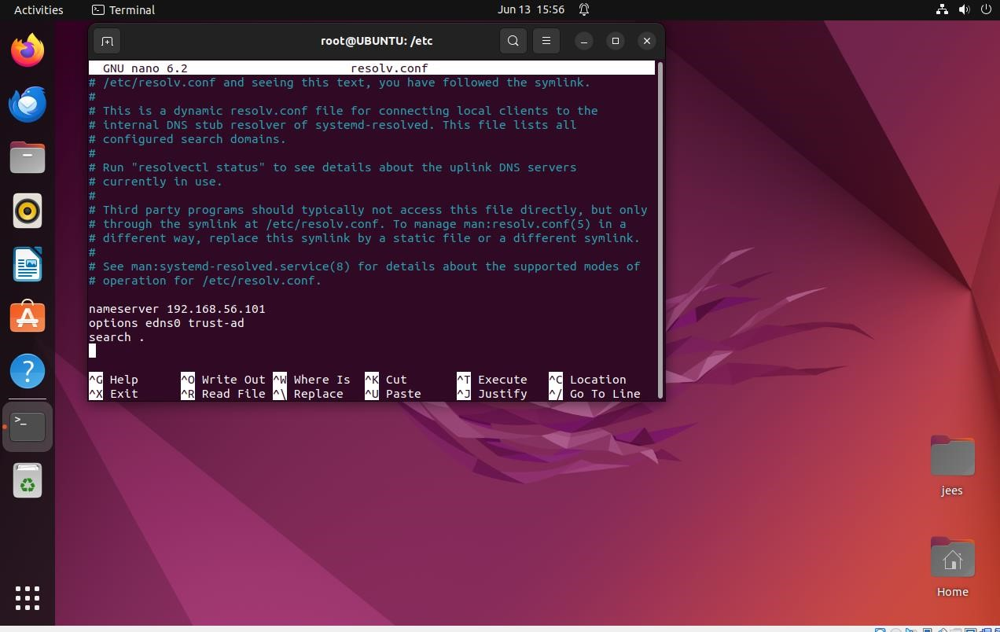 Activities
Terminal
Jun 13 15:56
root@UBUNTU: /etc
GNU nano 6.2 resolv.conf
# /etc/resolv.conf and seeing this text, you have followed the symlink.
#
# This is a dynamic resolv.conf file for connecting local clients to the
# internal DNS stub resolver of systemd-resolved. This file lists all
# configured search domains.
#
# Run "resolvectl status" to see details about the uplink DNS servers
# currently in use.
#
# Third party programs should typically not access this file directly, but only
# through the symlink at /etc/resolv.conf. To manage man:resolv.conf(5) in a
# different way, replace this symlink by a static file or a different symlink.
#
# See man:systemd-resolved.service(8) for details about the supported modes of
# operation for /etc/resolv.conf.
nameserver 192.168.56.101
options edns0 trust-ad
search .
^G Help ^O Write Out ^W Where Is ^K Cut ^T Execute ^C Location
^X Exit ^R Read File ^\ Replace ^U Paste ^J Justify ^/ Go To Line
jees
Home